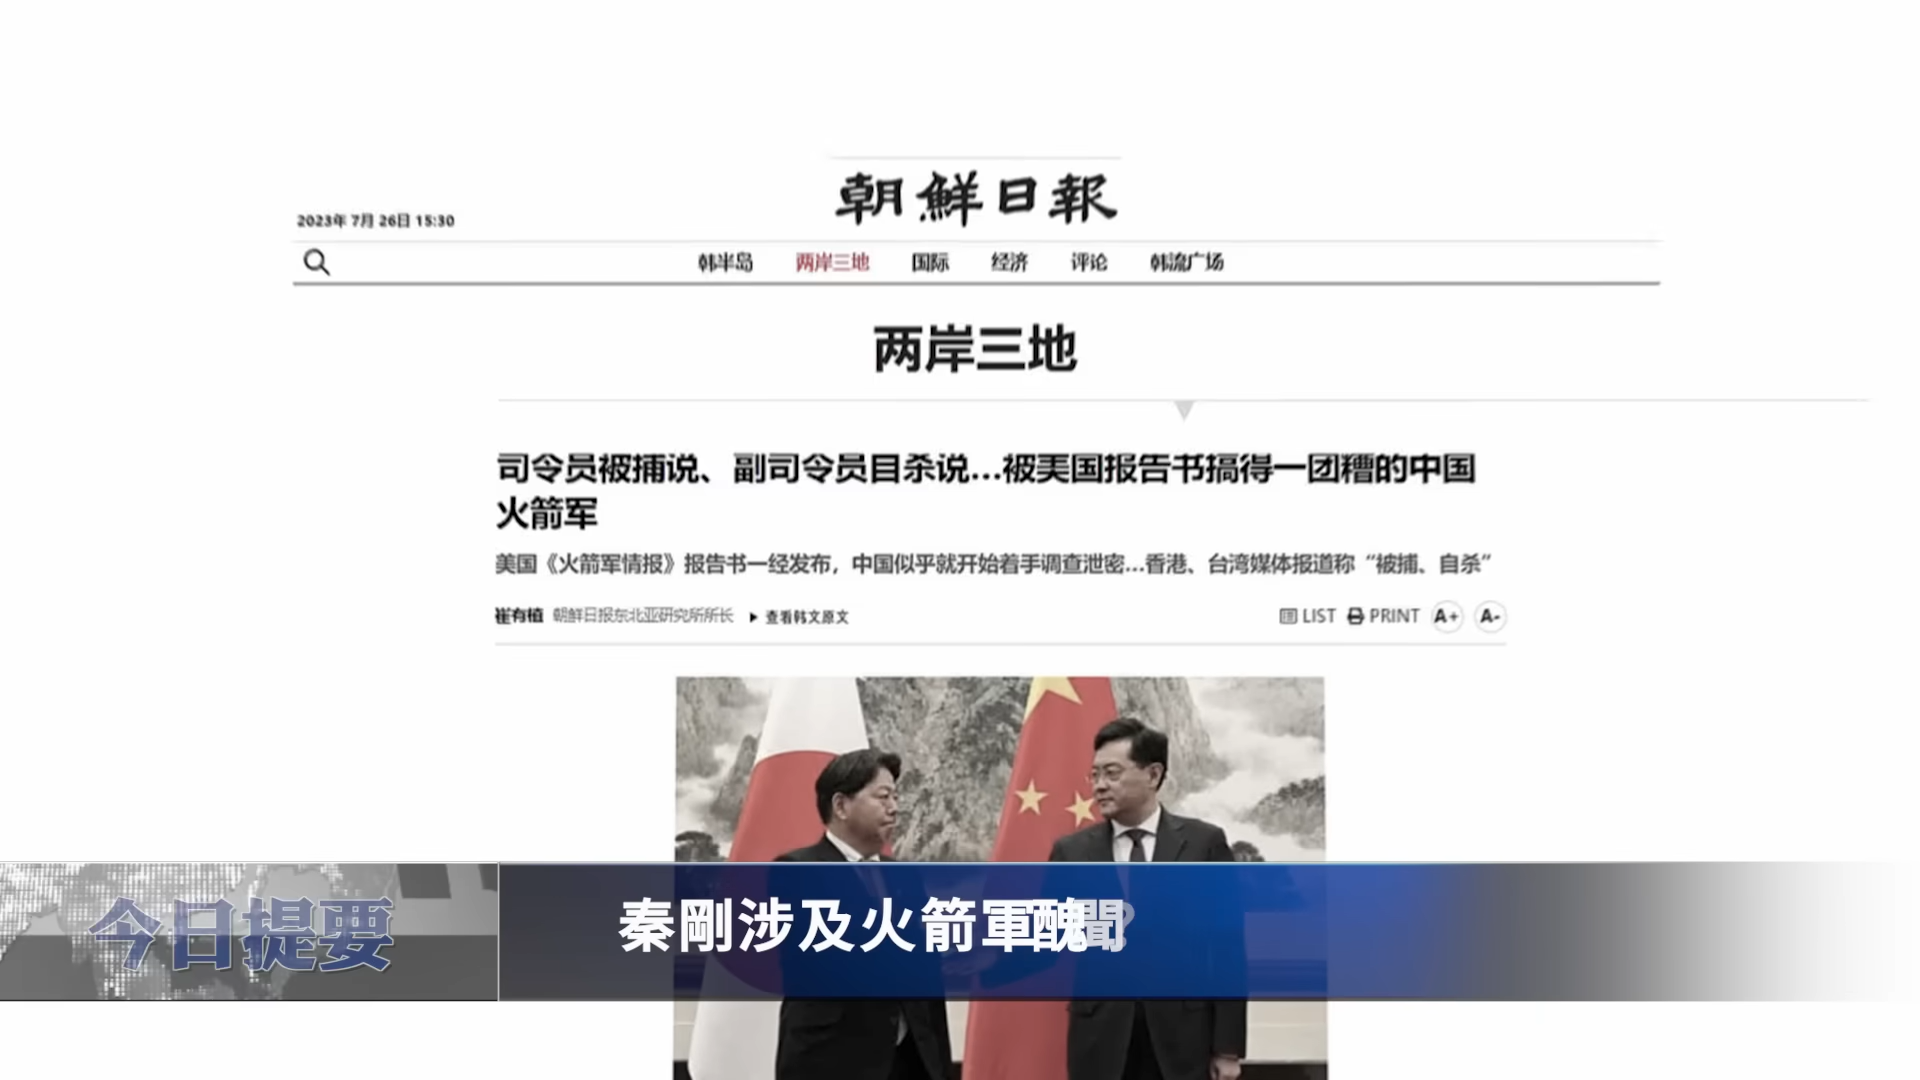 朝鮮日報
2023年 7月 26日 15:30
韩半岛 两岸三地 国际 经济 评论 韩流广场
两岸三地
司令员被捕说、副司令员自杀说...被美国报告书搞得一团糟的中国
火箭军
美国《火箭军情报》报告书一经发布，中国似乎就开始着手调查泄密...香港、台湾媒体报道称“被捕、自杀”
崔有植 朝鲜日报东北亚研究所所长 ▶ 查看韩文原文 LIST PRINT A+ A-
今日提要
秦剛涉及火箭軍醜聞?